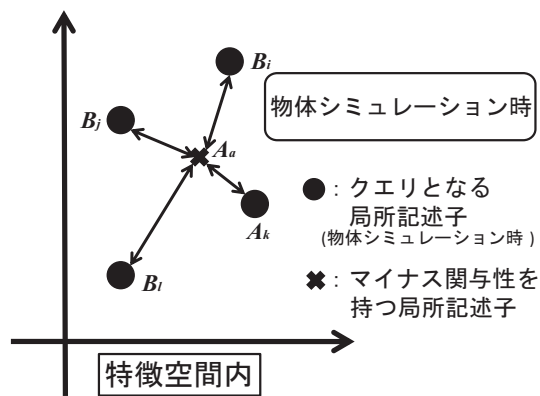 Bi
物体シミュレーション時
Bj
Aa
●：クエリとなる
局所記述子
(物体シミュレーション時)
Ak
Bl
✖：マイナス関与性を
持つ局所記述子
特徴空間内